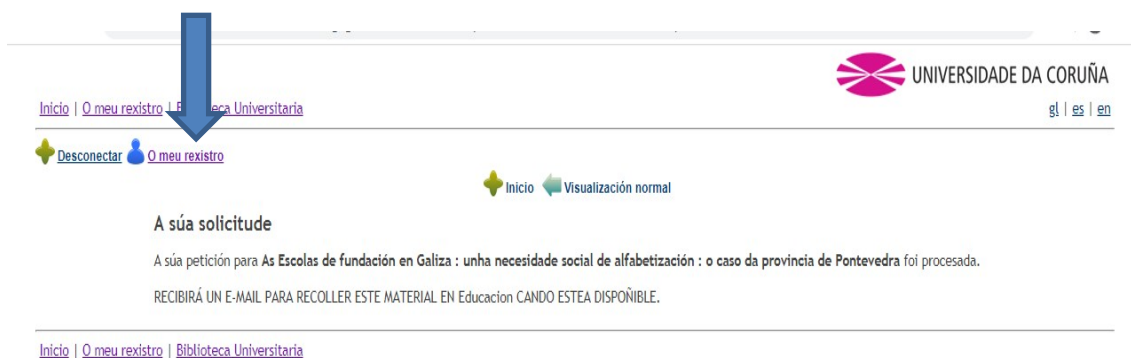 UNIVERSIDADE DA CORUÑA
Inicio | O meu rexistro | Biblioteca Universitaria
gl | es | en
Desconectar O meu rexistro
Inicio Visualización normal
A súa solicitude
A súa petición para As Escolas de fundación en Galiza : unha necesidade social de alfabetización : o caso da provincia de Pontevedra foi procesada.
RECIBIRÁ UN E-MAIL PARA RECOLLER ESTE MATERIAL EN Educacion CANDO ESTEA DISPOÑIBLE.
Inicio | O meu rexistro | Biblioteca Universitaria